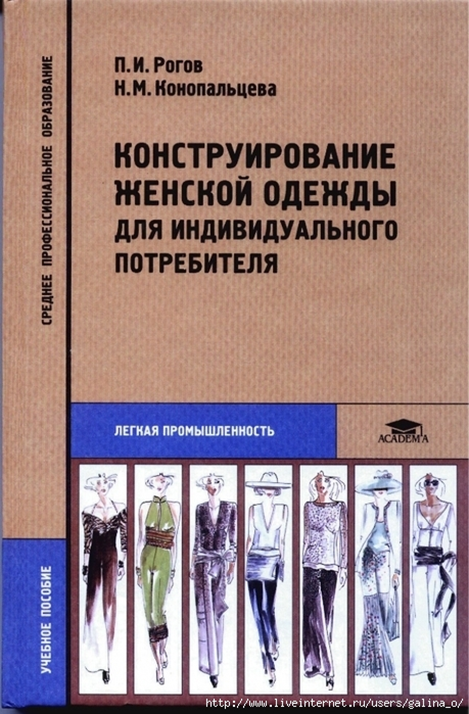 П.И. Рогов
Н.М. Конопальцева
КОНСТРУИРОВАНИЕ
ЖЕНСКОЙ ОДЕЖДЫ
ДЛЯ ИНДИВИДУАЛЬНОГО
ПОТРЕБИТЕЛЯ
СРЕДНЕЕ ПРОФЕССИОНАЛЬНОЕ ОБРАЗОВАНИЕ
ЛЕГКАЯ ПРОМЫШЛЕННОСТЬ
ACADEMA
УЧЕБНОЕ ПОСОБИЕ
http://www.liveinternet.ru/users/galina_o/